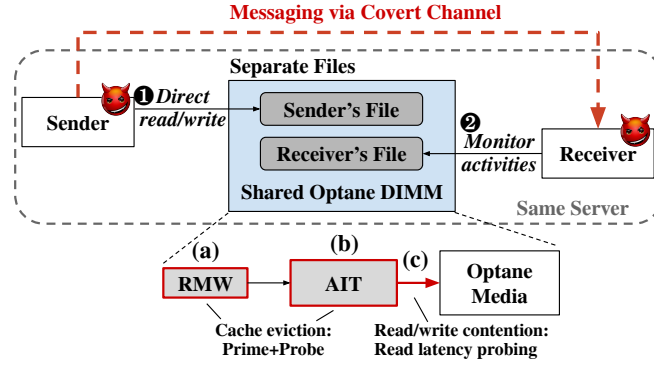 Messaging via Covert Channel
Separate Files
❶ Direct
read/write
Sender
Sender's File
Receiver's File
❷
Monitor
activities
Receiver
Shared Optane DIMM
Same Server
(a)
(b)
(c)
RMW
AIT
Optane
Media
Cache eviction:
Prime+Probe
Read/write contention:
Read latency probing